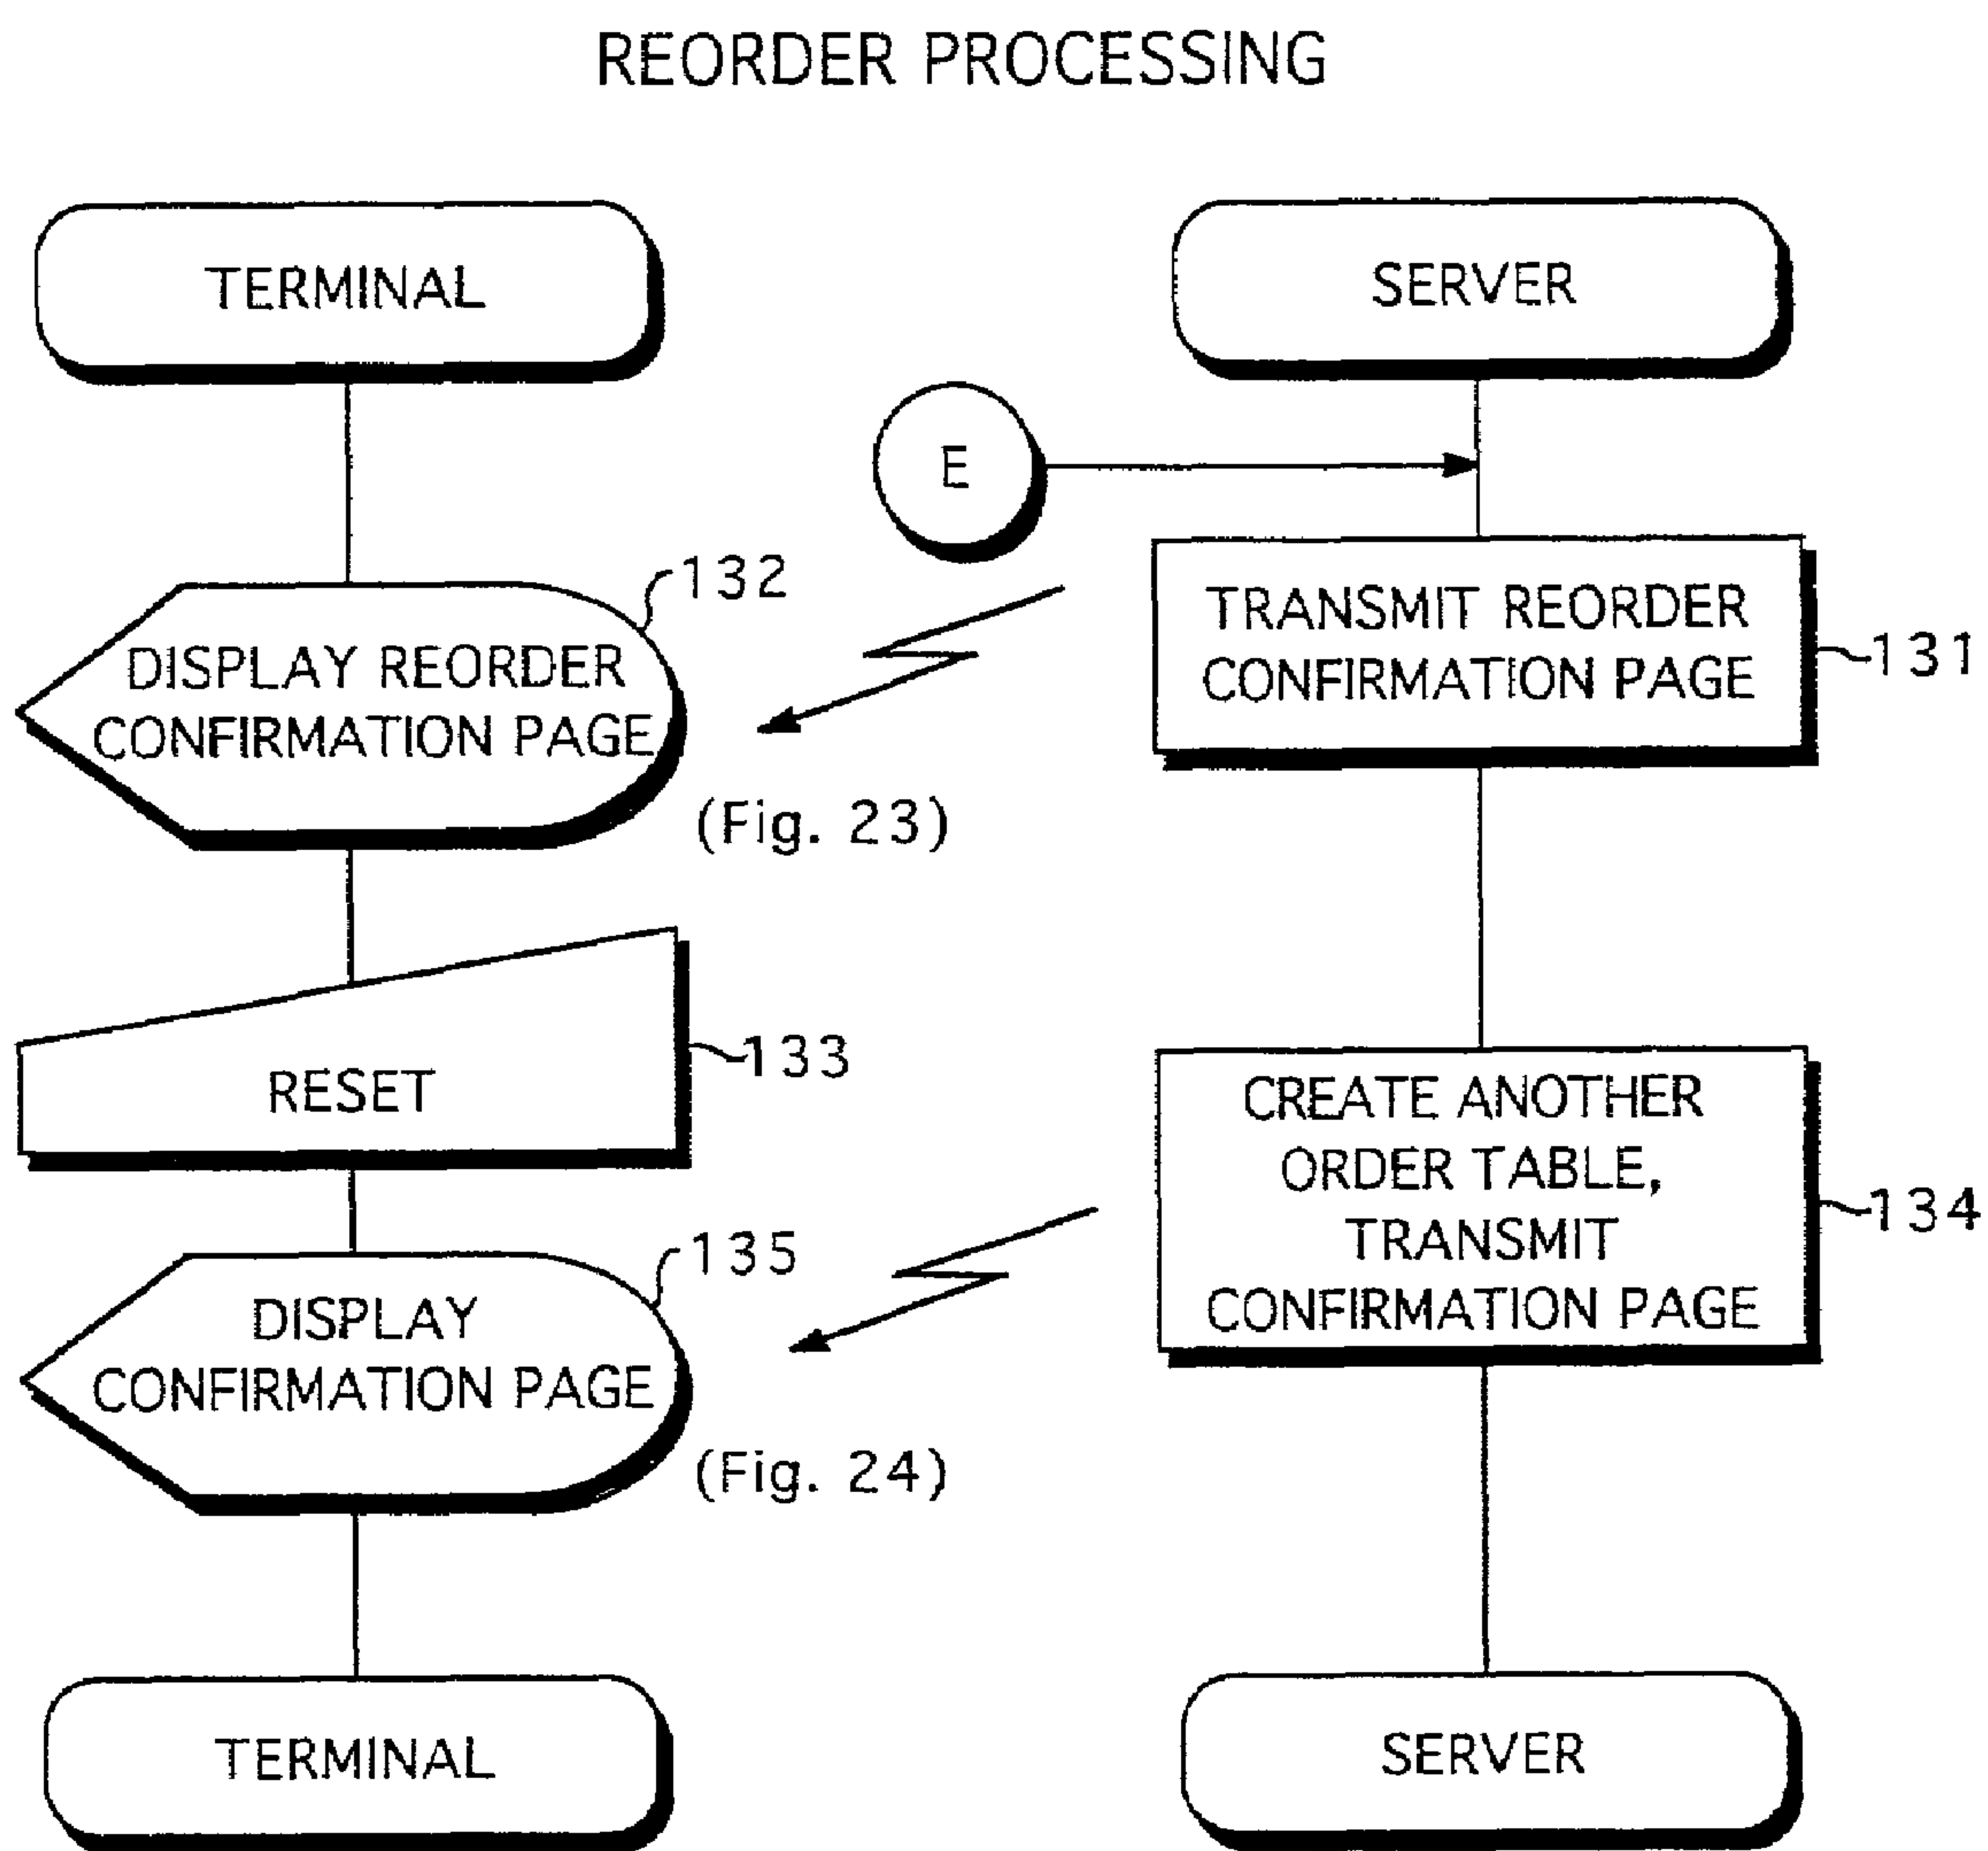 REORDER PROCESSING
TERMINAL
SERVER
E
132
DISPLAY REORDER
CONFIRMATION PAGE
(Fig. 23)
TRANSMIT REORDER
CONFIRMATION PAGE
131
RESET
133
CREATE ANOTHER
ORDER TABLE,
TRANSMIT
CONFIRMATION PAGE
134
135
DISPLAY
CONFIRMATION PAGE
(Fig. 24)
TERMINAL
SERVER